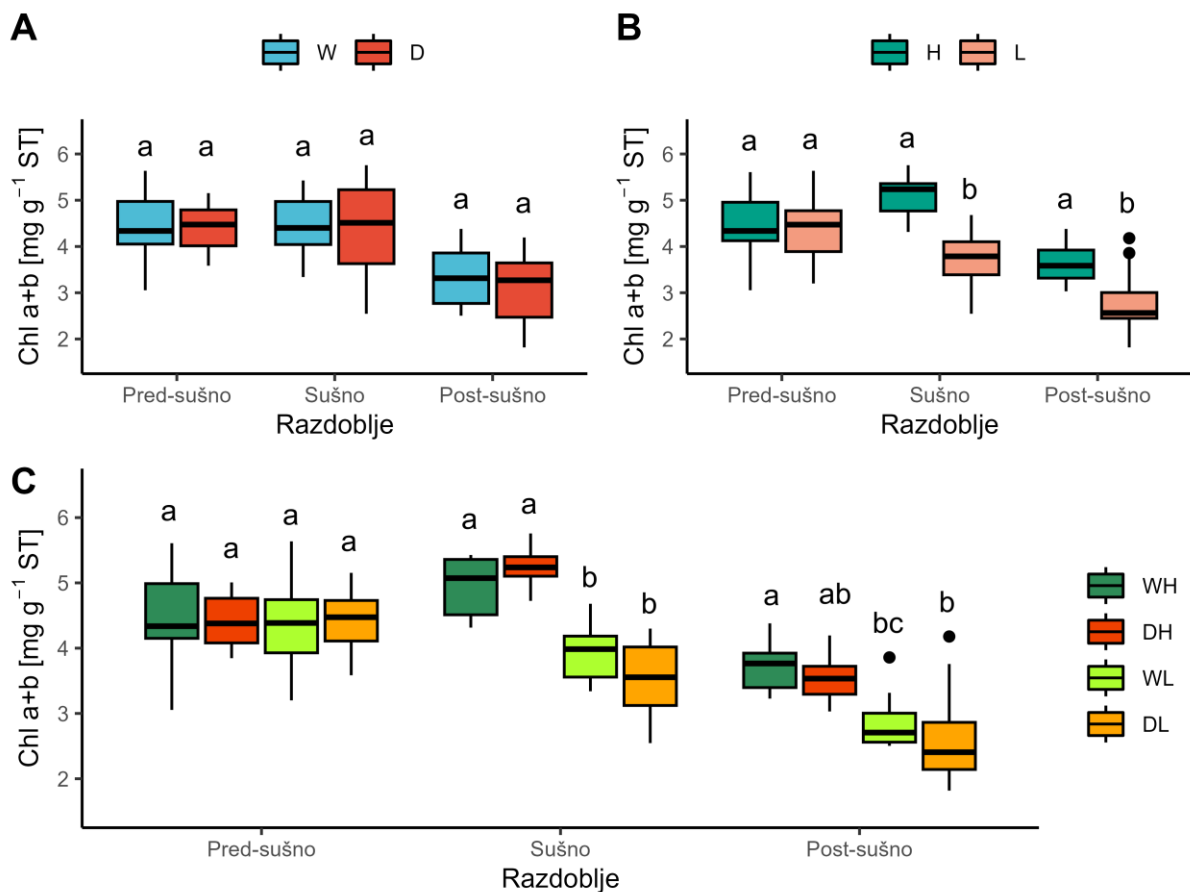 A
W D
Chl a+b [mg g⁻¹ ST]
6
5
4
3
2
a a a a a a
Pred-sušno Sušno Post-sušno
Razdoblje
B
H L
Chl a+b [mg g⁻¹ ST]
6
5
4
3
2
a a a b a b
Pred-sušno Sušno Post-sušno
Razdoblje
C
Chl a+b [mg g⁻¹ ST]
6
5
4
3
2
a a a a a a b b a ab bc b
Pred-sušno Sušno Post-sušno
Razdoblje
WH
DH
WL
DL